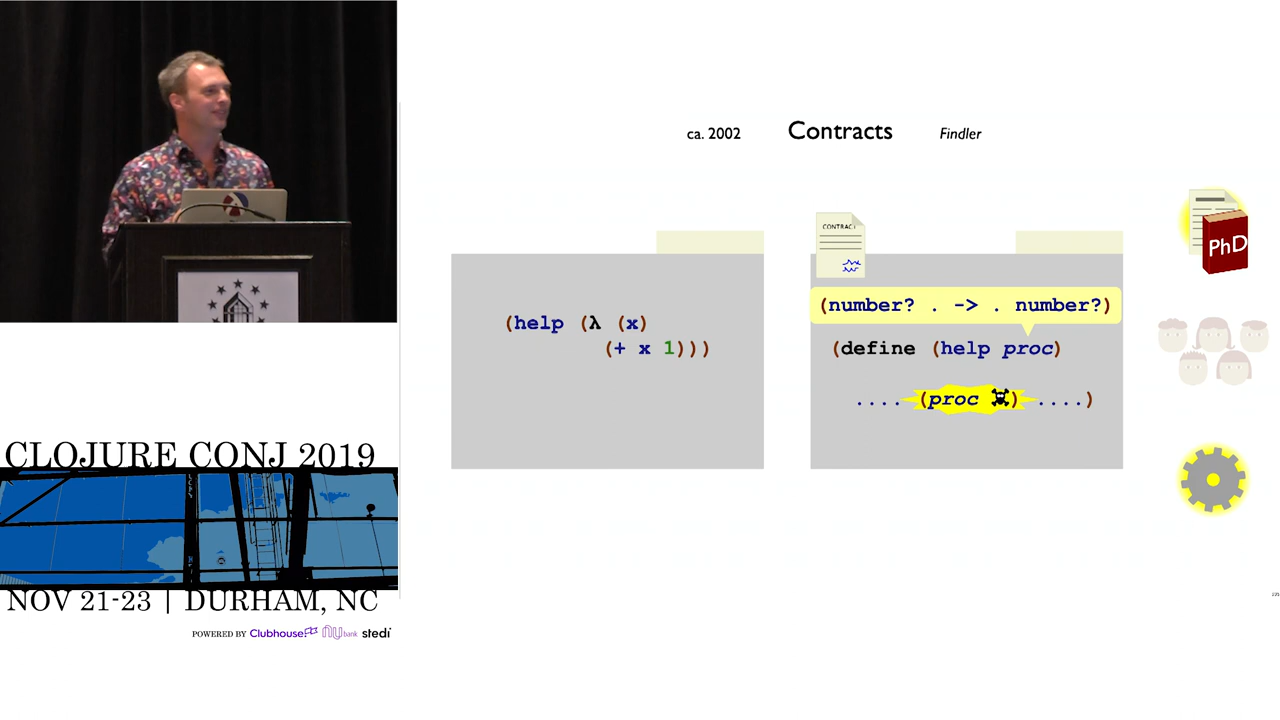 ca. 2002 Contracts Findler
CONTRACT
PhD
(help (λ (x)
(+ x 1)))
(number? . -> . number?)
(define (help proc)
.... (proc ☠) ....)
CLOJURE CONJ 2019
NOV 21-23 | DURHAM, NC
POWERED BY Clubhouse nu bank stedi